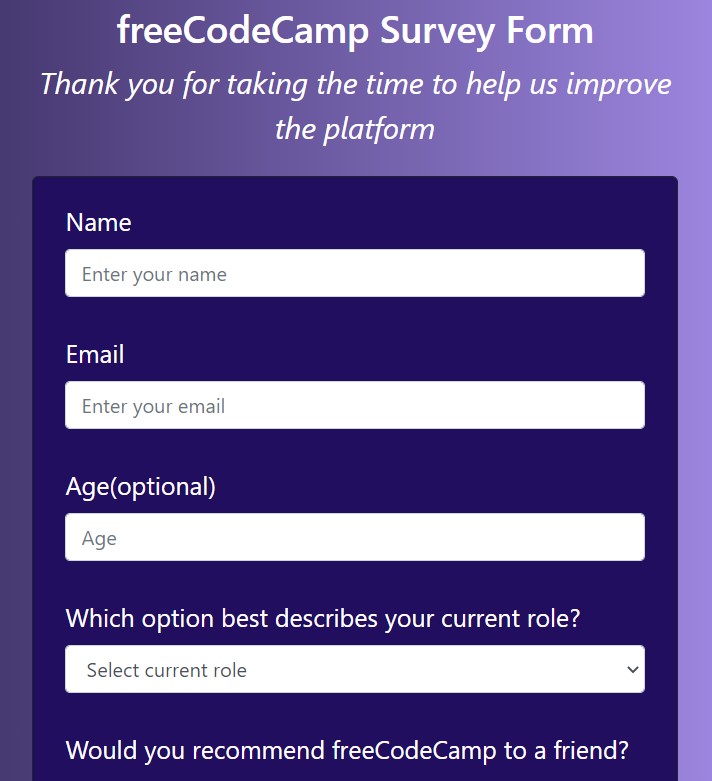 freeCodeCamp Survey Form
Thank you for taking the time to help us improve
the platform
Name
Enter your name
Email
Enter your email
Age(optional)
Age
Which option best describes your current role?
Select current role
Would you recommend freeCodeCamp to a friend?